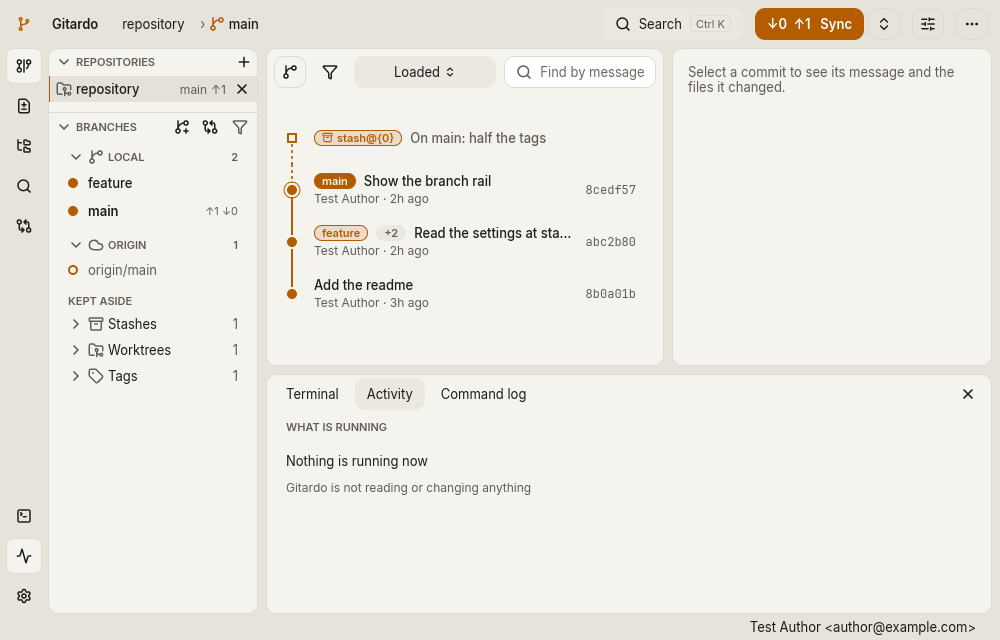 Gitardo repository › main Search Ctrl K ↓0 ↑1 Sync
REPOSITORIES
repository main ↑1
BRANCHES
LOCAL 2
feature
main ↑1 ↓0
ORIGIN 1
origin/main
KEPT ASIDE
Stashes 1
Worktrees 1
Tags 1
Loaded Find by message
stash@{0} On main: half the tags
main Show the branch rail
Test Author · 2h ago 8cedf57
feature +2 Read the settings at sta...
Test Author · 2h ago abc2b80
Add the readme
Test Author · 3h ago 8b0a01b
Select a commit to see its message and the
files it changed.
Terminal Activity Command log
WHAT IS RUNNING
Nothing is running now
Gitardo is not reading or changing anything
Test Author <author@example.com>